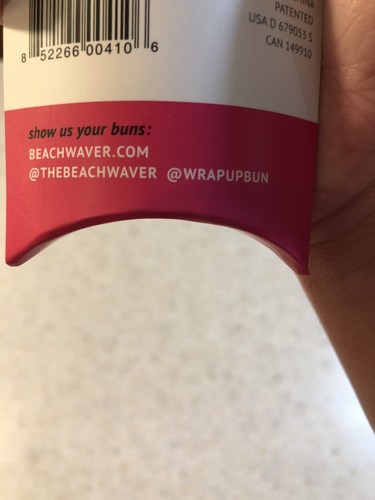 PATENTED
USA D 679053 S
CAN 149910
8 52266 00410 6
show us your buns:
BEACHWAVER.COM
@THEBEACHWAVER @WRAPUPBUN